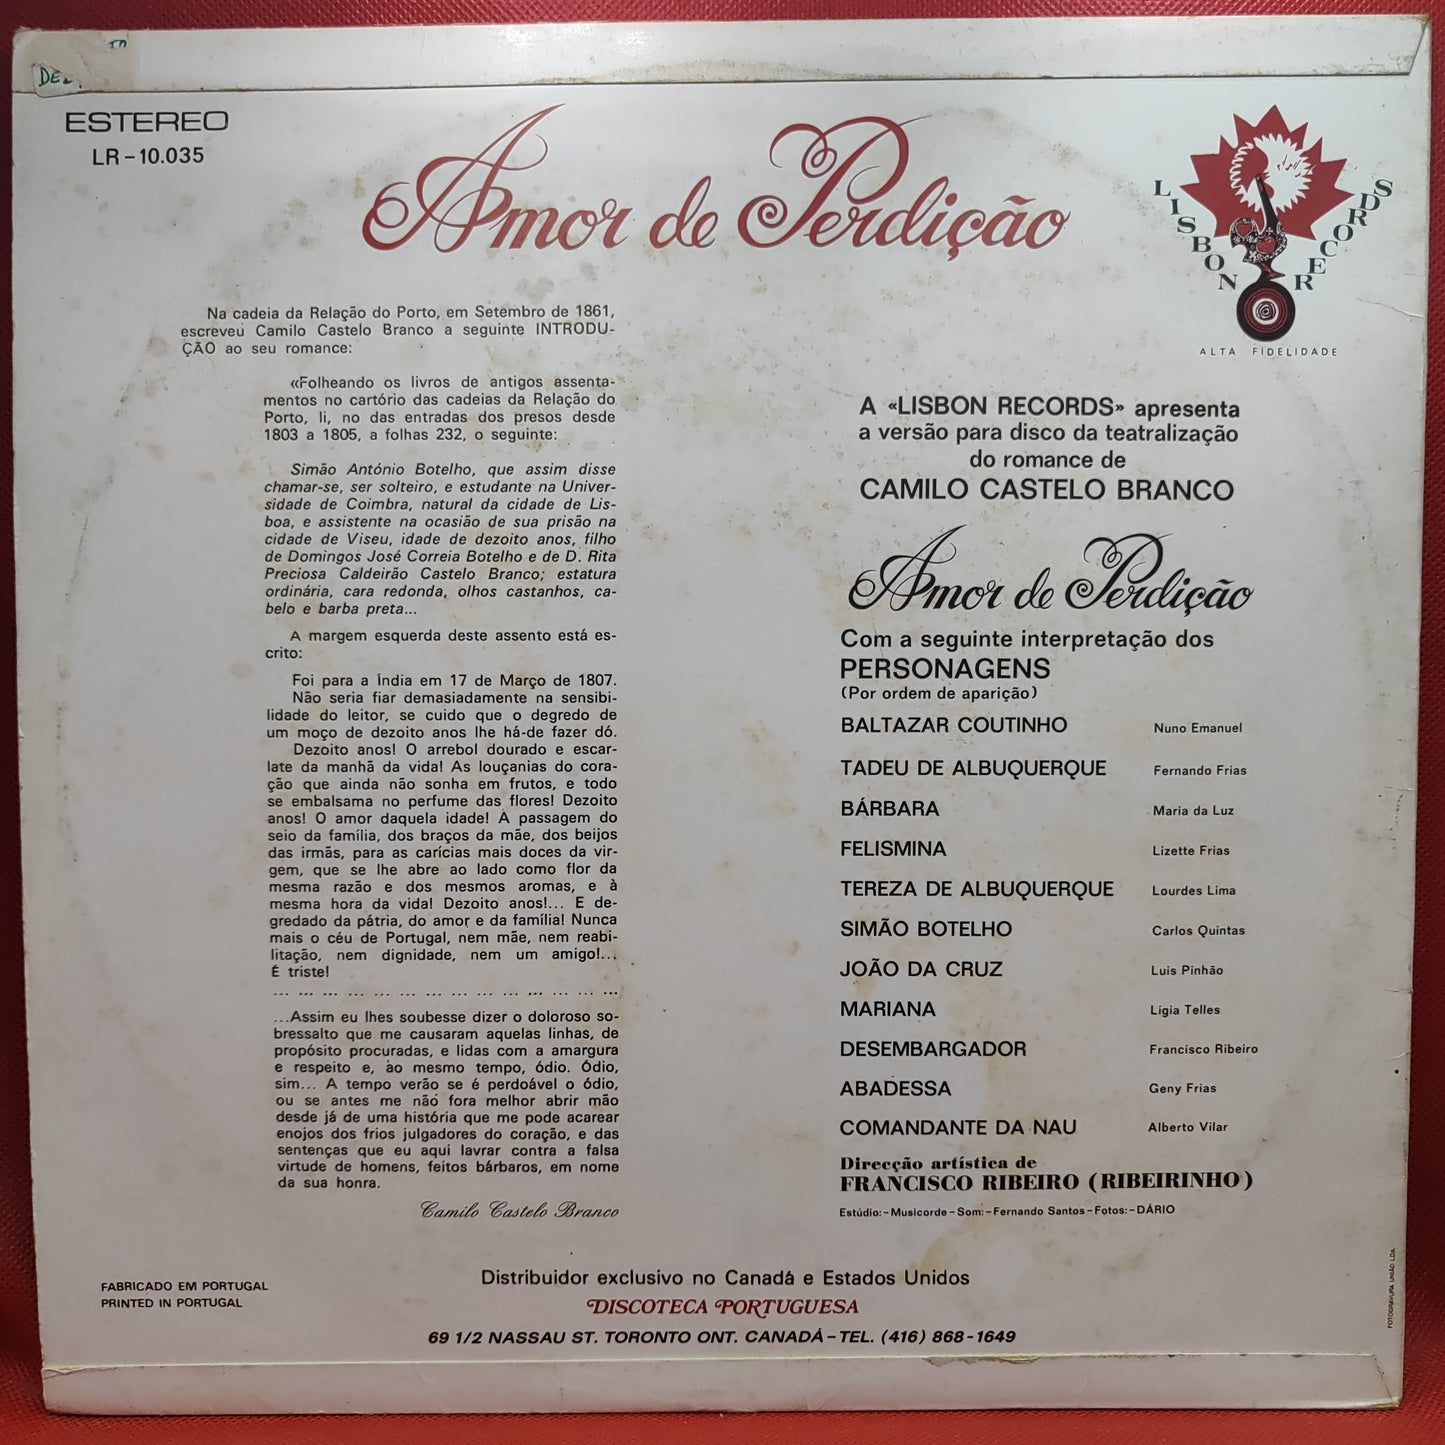 ESTEREO
LR - 10.035
Amor de Perdição
LISBON RECORDS
ALTA FIDELIDADE
Na cadeia da Relação do Porto, em Setembro de 1861,
escreveu Camilo Castelo Branco a seguinte INTRODU-
ÇÃO ao seu romance:
«Folheando os livros de antigos assenta-
mentos no cartório das cadeias da Relação do
Porto, li, no das entradas dos presos desde
1803 a 1805, a folhas 232, o seguinte:
Simão António Botelho, que assim disse
chamar-se, ser solteiro, e estudante na Univer-
sidade de Coimbra, natural da cidade de Lis-
boa, e assistente na ocasião de sua prisão na
cidade de Viseu, idade de dezoito anos, filho
de Domingos José Correia Botelho e de D. Rita
Preciosa Caldeirão Castelo Branco; estatura
ordinária, cara redonda, olhos castanhos, ca-
belo e barba preta...
A margem esquerda deste assento está es-
crito:
Foi para a Índia em 17 de Março de 1807.
Não seria fiar demasiadamente na sensibi-
lidade do leitor, se cuido que o degredo de
um moço de dezoito anos lhe há-de fazer dó.
Dezoito anos! O arrebol dourado e escar-
late da manhã da vida! As louçanias do cora-
ção que ainda não sonha em frutos, e todo
se embalsama no perfume das flores! Dezoito
anos! O amor daquela idade! A passagem do
seio da família, dos braços da mãe, dos beijos
das irmãs, para as carícias mais doces da vir-
gem, que se lhe abre ao lado como flor da
mesma razão e dos mesmos aromas, e à
mesma hora da vida! Dezoito anos!... E de-
gredado da pátria, do amor e da família! Nunca
mais o céu de Portugal, nem mãe, nem reabi-
litação, nem dignidade, nem um amigo!...
É triste!
... ... ... ... ... ... ... ... ... ... ... ... ... ...
...Assim eu lhes soubesse dizer o doloroso so-
bressalto que me causaram aquelas linhas, de
propósito procuradas, e lidas com a amargura
e respeito e, ao mesmo tempo, ódio. Ódio,
sim... A tempo verão se é perdoável o ódio,
ou se antes me não fora melhor abrir mão
desde já de uma história que me pode acarear
enojos dos frios julgadores do coração, e das
sentenças que eu aqui lavrar contra a falsa
virtude de homens, feitos bárbaros, em nome
da sua honra.
Camilo Castelo Branco
A «LISBON RECORDS» apresenta
a versão para disco da teatralização
do romance de
CAMILO CASTELO BRANCO
Amor de Perdição
Com a seguinte interpretação dos
PERSONAGENS
(Por ordem de aparição)
BALTAZAR COUTINHO Nuno Emanuel
TADEU DE ALBUQUERQUE Fernando Frias
BÁRBARA Maria da Luz
FELISMINA Lizette Frias
TEREZA DE ALBUQUERQUE Lourdes Lima
SIMÃO BOTELHO Carlos Quintas
JOÃO DA CRUZ Luis Pinhão
MARIANA Lígia Telles
DESEMBARGADOR Francisco Ribeiro
ABADESSA Geny Frias
COMANDANTE DA NAU Alberto Vilar
Direcção artística de
FRANCISCO RIBEIRO (RIBEIRINHO)
Estúdio:-Musicorde-Som:-Fernando Santos-Fotos:-DÁRIO
FABRICADO EM PORTUGAL
PRINTED IN PORTUGAL
Distribuidor exclusivo no Canadá e Estados Unidos
DISCOTECA PORTUGUESA
69 1/2 NASSAU ST. TORONTO ONT. CANADÁ-TEL. (416) 868-1649
FOTOGRAVURA UNIÃO LDA.